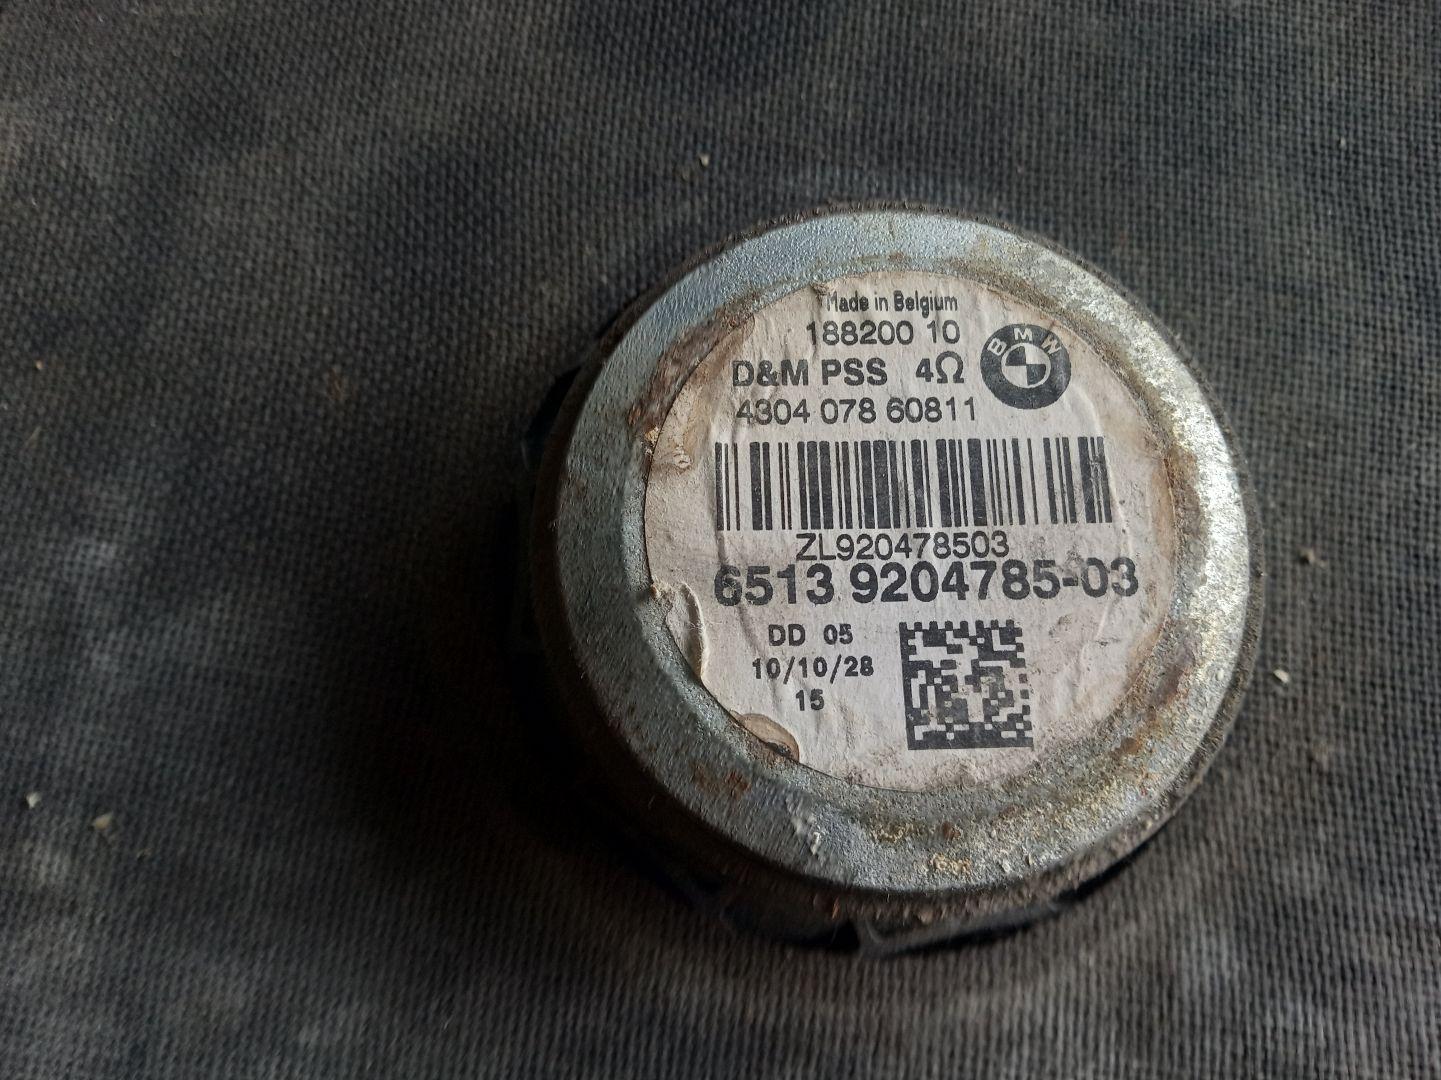 Made in Belgium
188200 10
D&M PSS 4Ω
BMW
4304 078 60811
ZL920478503
6513 9204785-03
DD 05
10/10/28
15